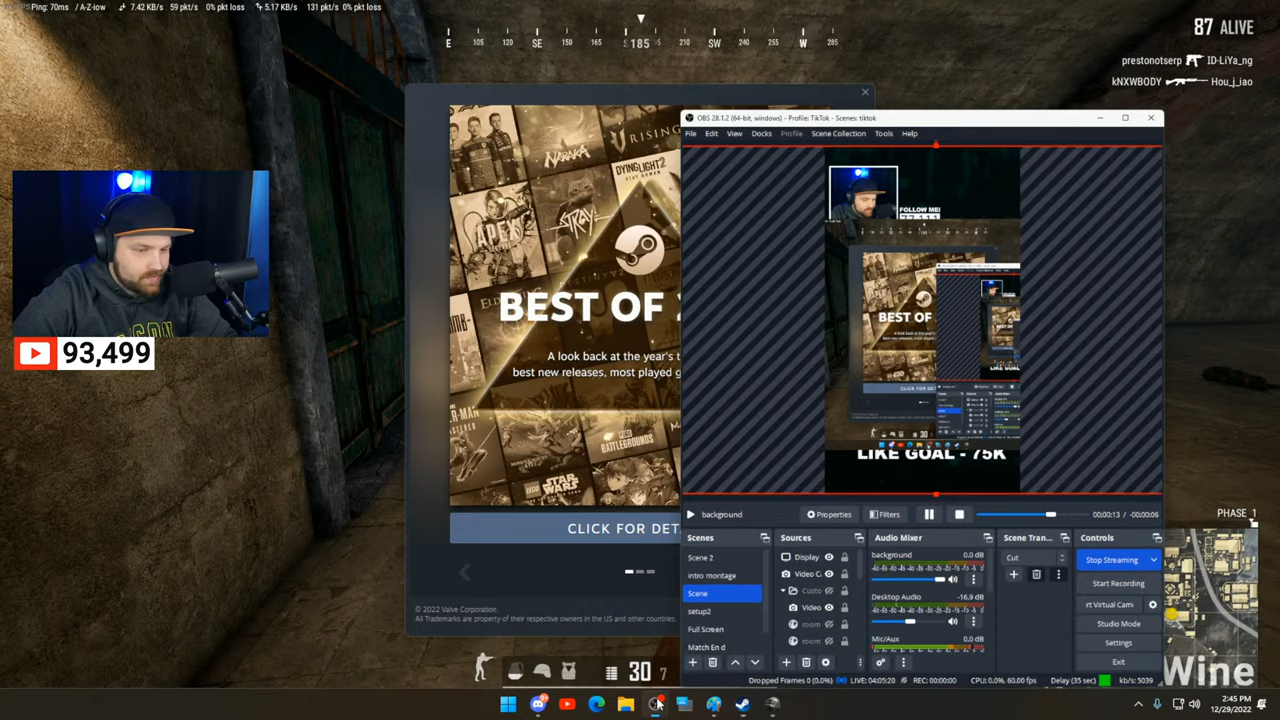 Ping: 70ms / A-Z-low 7.42 KB/s 59 pkt/s 0% pkt loss 5.17 KB/s 131 pkt/s 0% pkt loss
E 105 120 SE 150 165 185 210 SW 240 255 W 285
87 ALIVE
prestonotserp ID-LiYa_ng
kNXWBODY Hou_j_iao
93,499
V RISING
NARAKA
DYINGLIGHT2
STAY HUMAN
APEX
STRAY
BEST OF
A look back at the year's
best new releases, most played
BATTLEGROUNDS
STAR WARS
CLICK FOR DET
© 2022 Valve Corporation.
All Trademarks are property of their respective owners in the US and other countries.
OBS 28.1.2 (64-bit, windows) - Profile: TikTok - Scenes: tiktok
File Edit View Docks Profile Scene Collection Tools Help
FOLLOW ME!
BEST OF
LIKE GOAL - 75K
background Properties Filters 00:00:13 / -00:00:06
Scenes Sources Audio Mixer Scene Tran... Controls
Scene 2
intro montage
Scene
setup2
Full Screen
Match End
Display
Video C
Custo
Video
room
room
background 0.0 dB
Desktop Audio -16.9 dB
Mic/Aux 0.0 dB
Cut
Stop Streaming
Start Recording
rt Virtual Cam
Studio Mode
Settings
Exit
Dropped Frames 0 (0.0%) LIVE: 04:05:20 REC: 00:00:00 CPU: 0.0%, 60.00 fps Delay (35 sec) kb/s: 5039
PHASE 1
30 7
Wine
2:45 PM
12/29/2022